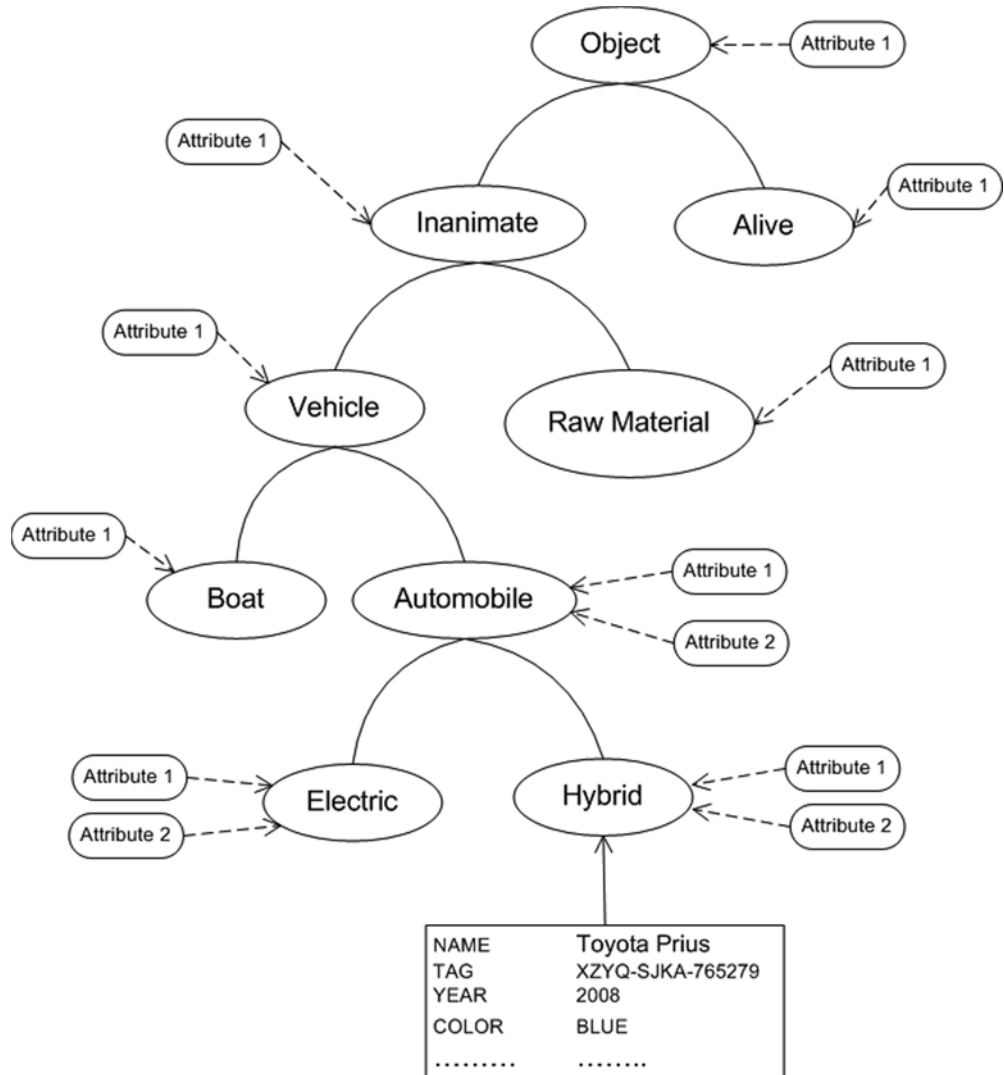 Object
Attribute 1
Attribute 1
Inanimate
Alive
Attribute 1
Attribute 1
Vehicle
Raw Material
Attribute 1
Attribute 1
Boat
Automobile
Attribute 1
Attribute 2
Attribute 1
Attribute 2
Electric
Hybrid
Attribute 1
Attribute 2
NAME Toyota Prius
TAG XZYQ-SJKA-765279
YEAR 2008
COLOR BLUE
......... ........